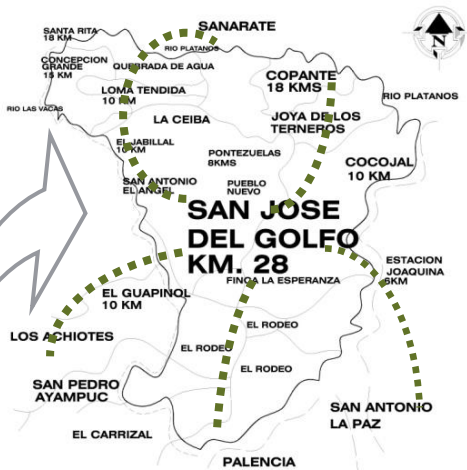 SANARATE
SANTA RITA
18 KM
RIO PLATANOS
N
CONCEPCION
GRANDE
15 KM
QUEBRADA DE AGUA
COPANTE
18 KMS
LOMA TENDIDA
10 KM
RIO PLATANOS
RIO LAS VACAS
LA CEIBA
JOYA DE LOS
TERNEROS
EL JABILLAL
10 KM
PONTEZUELAS
8KMS
COCOJAL
10 KM
SAN ANTONIO
EL ANGEL
PUEBLO
NUEVO
SAN JOSE
DEL GOLFO
KM. 28
ESTACION
JOAQUINA
6KM
FINCA LA ESPERANZA
EL GUAPINOL
10 KM
EL RODEO
LOS ACHIOTES
EL RODEO
EL RODEO
SAN PEDRO
AYAMPUC
SAN ANTONIO
LA PAZ
EL CARRIZAL
PALENCIA